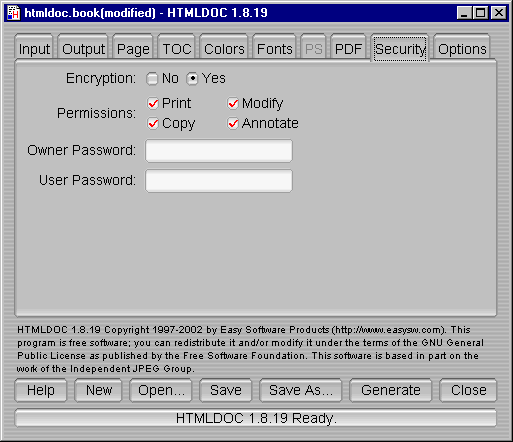 htmldoc.book(modified) - HTMLDOC 1.8.19
Input Output Page TOC Colors Fonts PS PDF Security Options
Encryption: No Yes
Permissions: Print Modify
Copy Annotate
Owner Password:
User Password:
HTMLDOC 1.8.19 Copyright 1997-2002 by Easy Software Products (http://www.easysw.com). This
program is free software; you can redistribute it and/or modify it under the terms of the GNU General
Public License as published by the Free Software Foundation. This software is based in part on the
work of the Independent JPEG Group.
Help New Open... Save Save As... Generate Close
HTMLDOC 1.8.19 Ready.